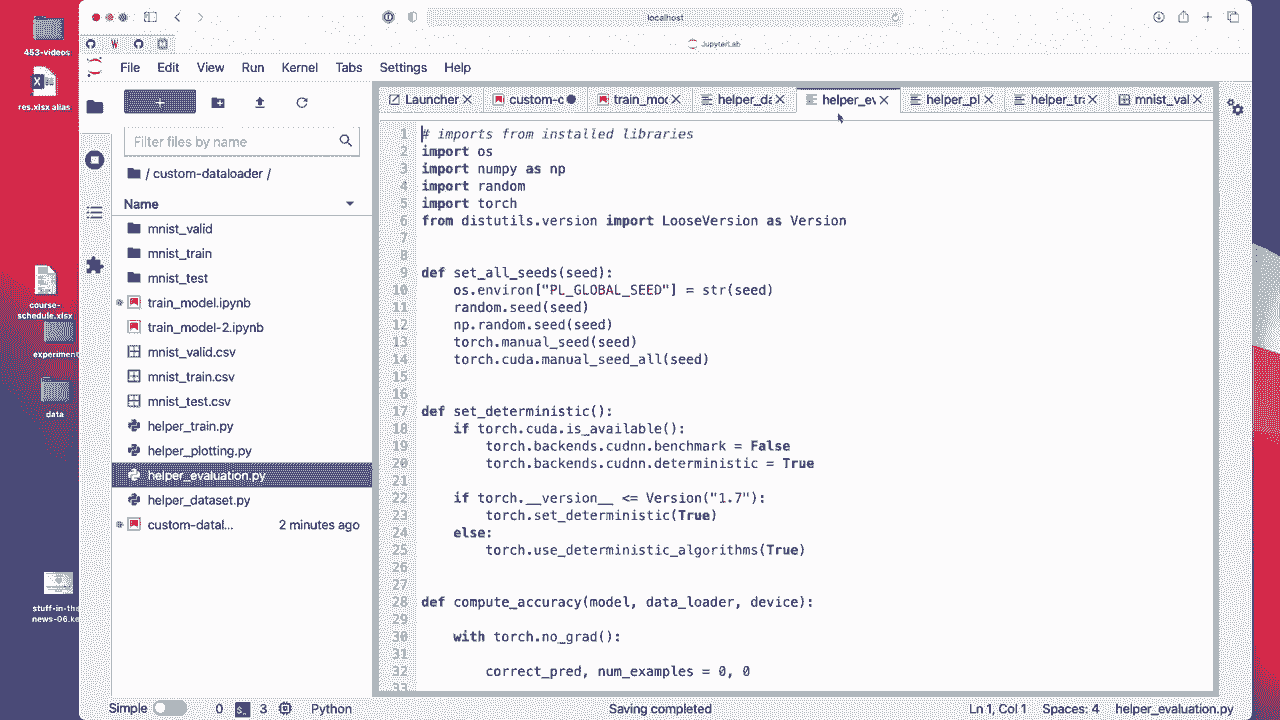 localhost
JupyterLab
File Edit View Run Kernel Tabs Settings Help
Launcher
custom-c
train_moc
helper_da
helper_ev
helper_pl
helper_tra
mnist_val
Filter files by name
/ custom-dataloader /
Name
mnist_valid
mnist_train
mnist_test
train_model.ipynb
train_model-2.ipynb
mnist_valid.csv
mnist_train.csv
mnist_test.csv
helper_train.py
helper_plotting.py
helper_evaluation.py
helper_dataset.py
custom-datal... 2 minutes ago
453-videos
res.xlsx alias
course-
schedule.xlsx
experiment
data
stuff-in-the
news-06.ke
1 # imports from installed libraries
2 import os
3 import numpy as np
4 import random
5 import torch
6 from distutils.version import LooseVersion as Version
7
8
9 def set_all_seeds(seed):
10 os.environ["PL_GLOBAL_SEED"] = str(seed)
11 random.seed(seed)
12 np.random.seed(seed)
13 torch.manual_seed(seed)
14 torch.cuda.manual_seed_all(seed)
15
16
17 def set_deterministic():
18 if torch.cuda.is_available():
19 torch.backends.cudnn.benchmark = False
20 torch.backends.cudnn.deterministic = True
21
22 if torch.__version__ <= Version("1.7"):
23 torch.set_deterministic(True)
24 else:
25 torch.use_deterministic_algorithms(True)
26
27
28 def compute_accuracy(model, data_loader, device):
29
30 with torch.no_grad():
31
32 correct_pred, num_examples = 0, 0
33
Simple 0 3 Python Saving completed Ln 1, Col 1 Spaces: 4 helper_evaluation.py